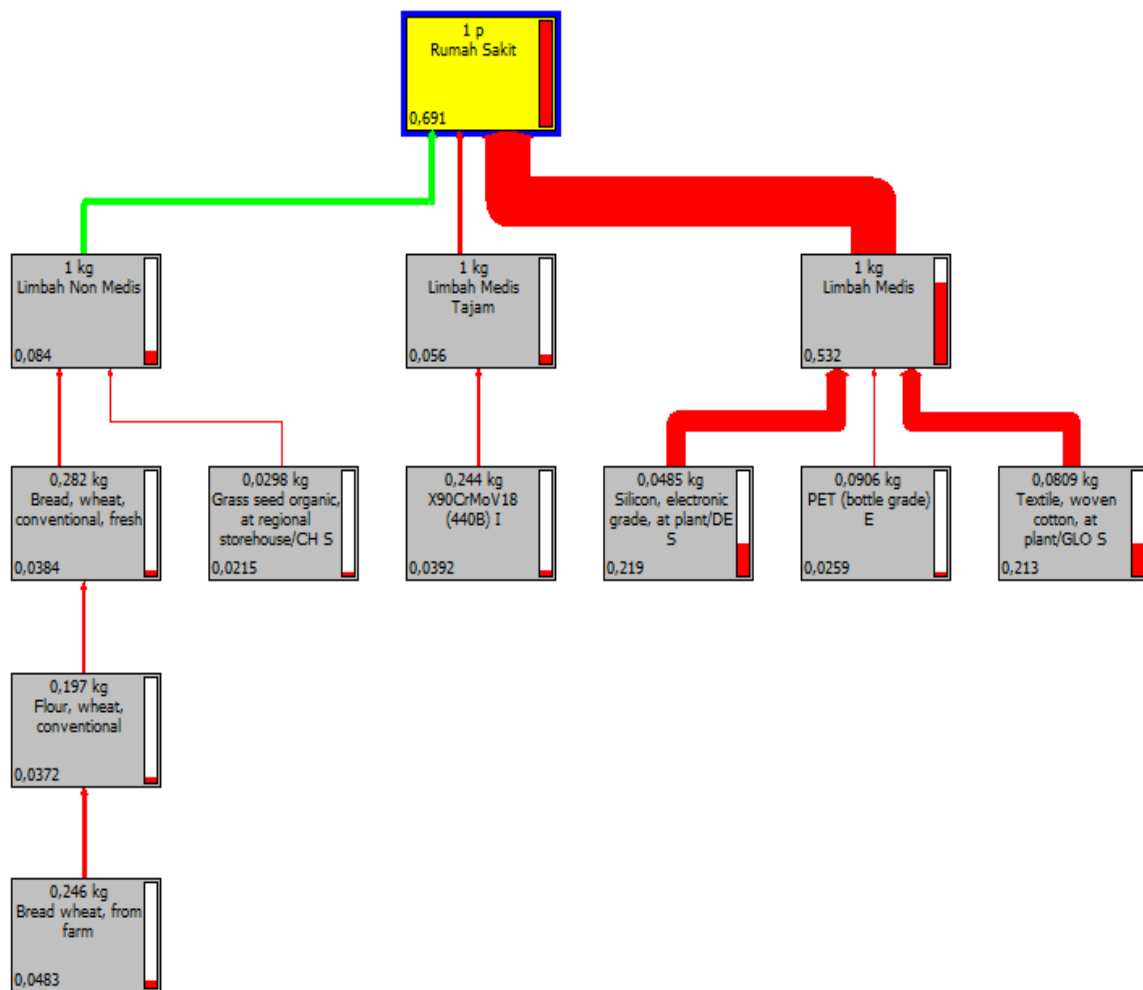 1 p
Rumah Sakit
0,691
1 kg
Limbah Non Medis
0,084
1 kg
Limbah Medis
Tajam
0,056
1 kg
Limbah Medis
0,532
0,282 kg
Bread, wheat,
conventional, fresh
0,0384
0,0298 kg
Grass seed organic,
at regional
storehouse/CH S
0,0215
0,244 kg
X90CrMoV18
(440B) I
0,0392
0,0485 kg
Silicon, electronic
grade, at plant/DE
S
0,219
0,0906 kg
PET (bottle grade)
E
0,0259
0,0809 kg
Textile, woven
cotton, at
plant/GLO S
0,213
0,197 kg
Flour, wheat,
conventional
0,0372
0,246 kg
Bread wheat, from
farm
0,0483